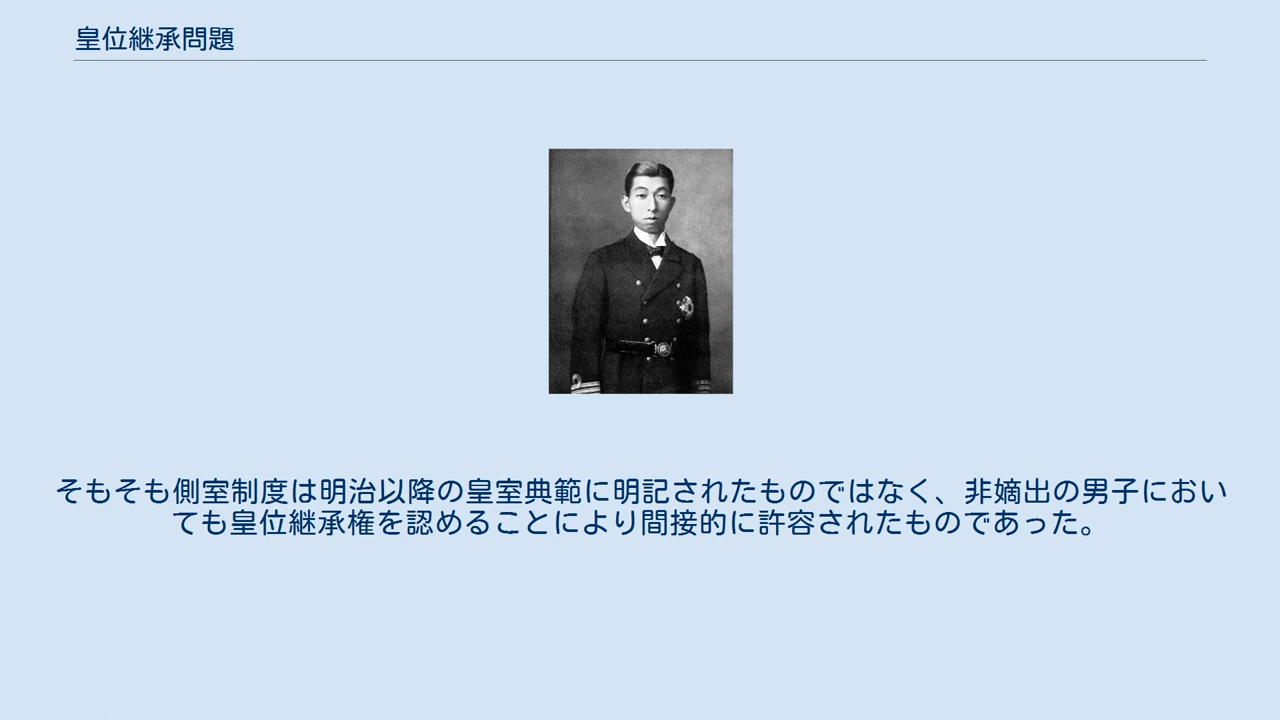 皇位継承問題
そもそも側室制度は明治以降の皇室典範に明記されたものではなく、非嫡出の男子におい
ても皇位継承権を認めることにより間接的に許容されたものであった。